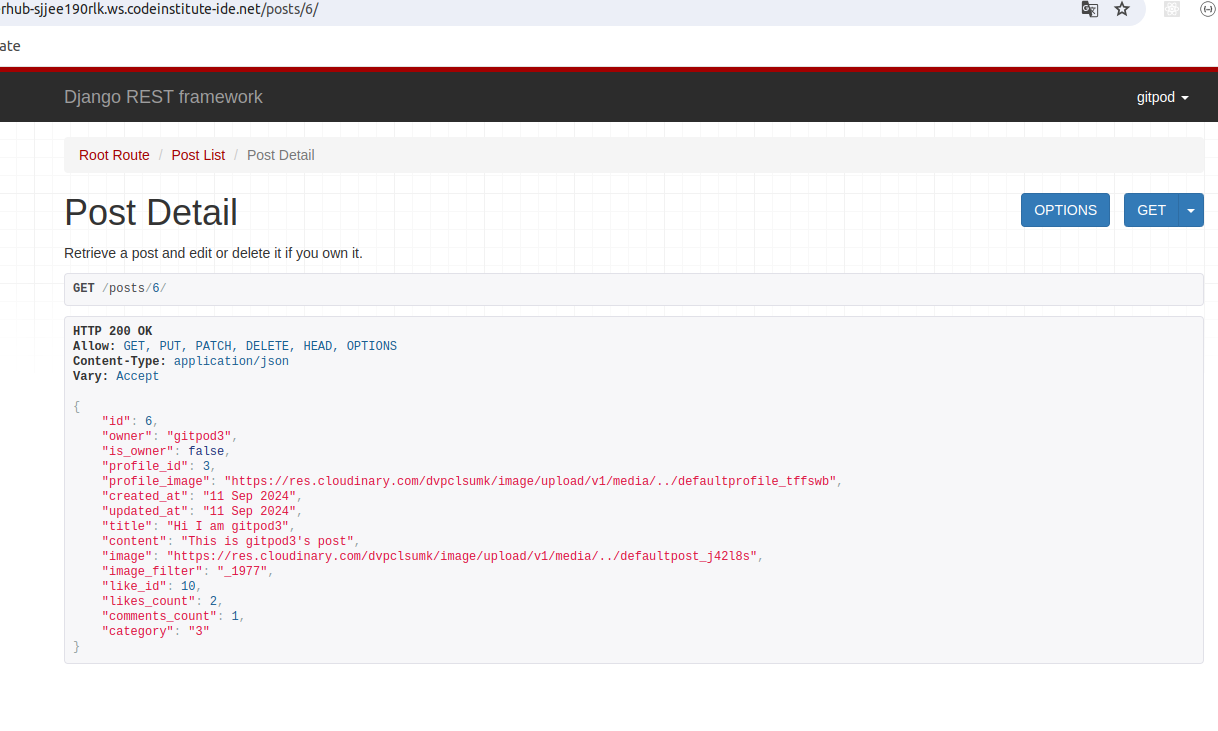 rhub-sjjee190rlk.ws.codeinstitute-ide.net/posts/6/
ate
Django REST framework
gitpod
Root Route / Post List / Post Detail
Post Detail
OPTIONS
GET
Retrieve a post and edit or delete it if you own it.
GET /posts/6/
HTTP 200 OK
Allow: GET, PUT, PATCH, DELETE, HEAD, OPTIONS
Content-Type: application/json
Vary: Accept
{
    "id": 6,
    "owner": "gitpod3",
    "is_owner": false,
    "profile_id": 3,
    "profile_image": "https://res.cloudinary.com/dvpclsumk/image/upload/v1/media/../defaultprofile_tffswb",
    "created_at": "11 Sep 2024",
    "updated_at": "11 Sep 2024",
    "title": "Hi I am gitpod3",
    "content": "This is gitpod3's post",
    "image": "https://res.cloudinary.com/dvpclsumk/image/upload/v1/media/../defaultpost_j42l8s",
    "image_filter": "_1977",
    "like_id": 10,
    "likes_count": 2,
    "comments_count": 1,
    "category": "3"
}